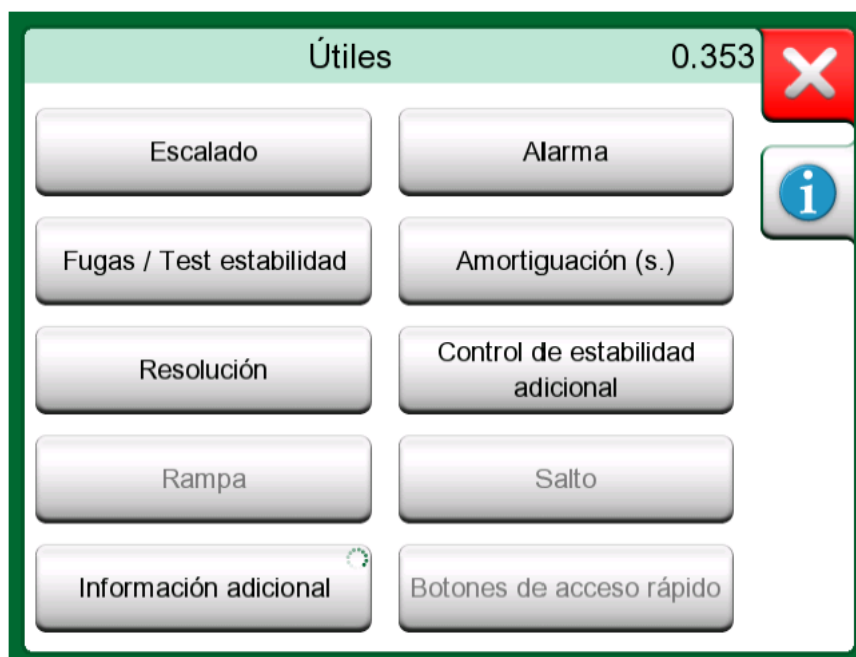 Útiles 0.353
Escalado
Alarma
Fugas / Test estabilidad
Amortiguación (s.)
Resolución
Control de estabilidad
adicional
Rampa
Salto
Información adicional
Botones de acceso rápido